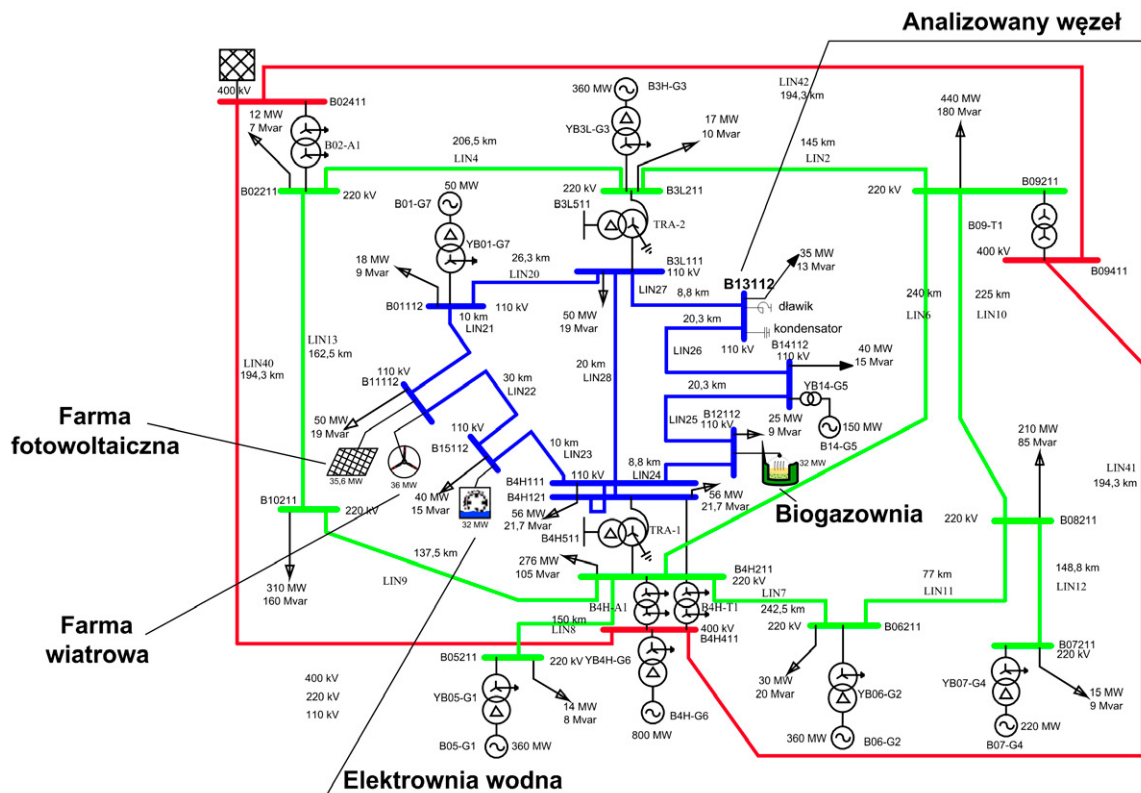 Analizowany węzeł
400 kV
B02411
12 MW
7 Mvar
B02-A1
B02211
220 kV
206,5 km
LIN4
360 MW
B3H-G3
YB3L-G3
17 MW
10 Mvar
LIN42
194,3 km
145 km
LIN2
440 MW
180 Mvar
220 kV
B3L211
B3L511
TRA-2
220 kV
B09211
B09-T1
400 kV
B09411
50 MW
B01-G7
YB01-G7
18 MW
9 Mvar
B01112
110 kV
26,3 km
LIN20
B3L111
110 kV
LIN27
8,8 km
B13112
35 MW
13 Mvar
dławik
kondensator
110 kV
50 MW
19 Mvar
10 km
LIN21
20,3 km
LIN26
B14112
110 kV
40 MW
15 Mvar
240 km
LIN6
225 km
LIN10
LIN13
162,5 km
LIN40
194,3 km
20 km
LIN28
110 kV
B11112
30 km
LIN22
20,3 km
LIN25
YB14-G5
150 MW
B14-G5
B12112
110 kV
25 MW
9 Mvar
32 MW
Farma
fotowoltaiczna
50 MW
19 Mvar
35,6 MW
36 MW
110 kV
B15112
10 km
LIN23
8,8 km
LIN24
40 MW
15 Mvar
32 MW
B4H111
110 kV
B4H121
56 MW
21,7 Mvar
56 MW
21,7 Mvar
Biogazownia
210 MW
85 Mvar
LIN41
194,3 km
B10211
220 kV
B4H511
TRA-1
220 kV
B08211
310 MW
160 Mvar
137,5 km
LIN9
276 MW
105 Mvar
B4H211
220 kV
77 km
LIN11
148,8 km
LIN12
Farma
wiatrowa
B4H-A1
B4H-T1
LIN7
242,5 km
150 km
LIN8
400 kV
B4H411
220 kV
B06211
B07211
220 kV
B05211
220 kV
YB4H-G6
30 MW
20 Mvar
YB06-G2
YB07-G4
15 MW
9 Mvar
400 kV
220 kV
110 kV
YB05-G1
14 MW
8 Mvar
B4H-G6
800 MW
220 MW
B07-G4
B05-G1
360 MW
360 MW
B06-G2
Elektrownia wodna